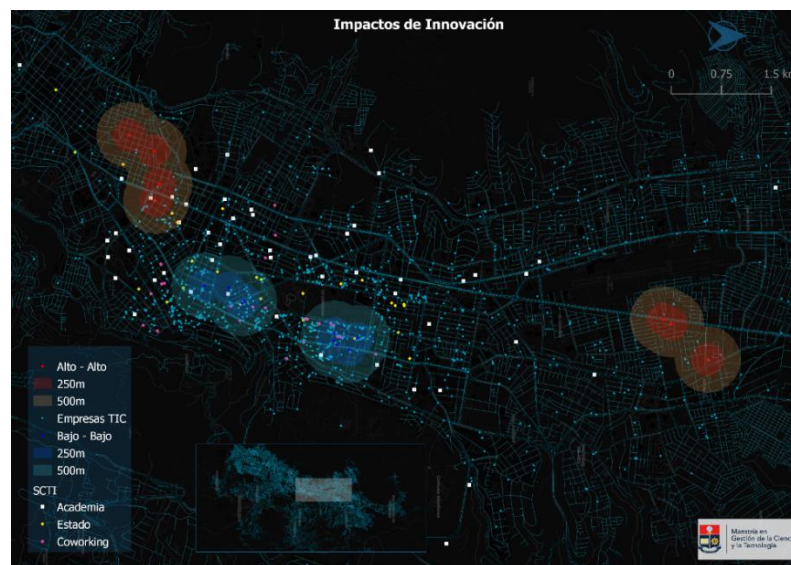 Impactos de Innovación
0 0.75 1.5 km
Alto - Alto
250m
500m
Empresas TIC
Bajo - Bajo
250m
500m
SCTI
Academia
Estado
Coworking
Maestría en
Gestión de la Ciencia
y la Tecnología